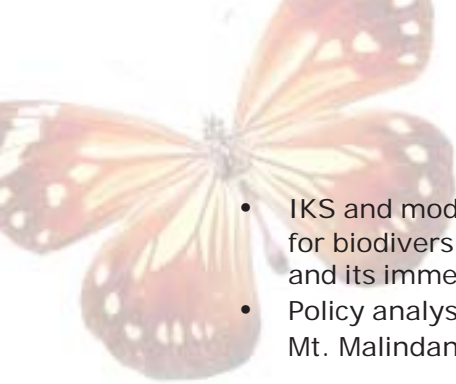 • IKS and mod
for biodivers
and its imme
• Policy analys
Mt. Malindan